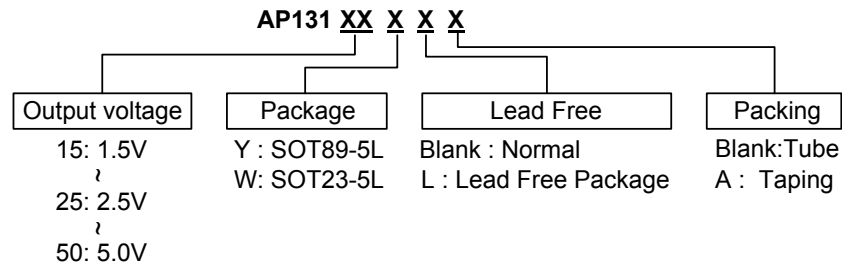 AP131 XX X X X
Output voltage
Package
Lead Free
Packing
15: 1.5V
~
25: 2.5V
~
50: 5.0V
Y : SOT89-5L
W: SOT23-5L
Blank : Normal
L : Lead Free Package
Blank:Tube
A : Taping